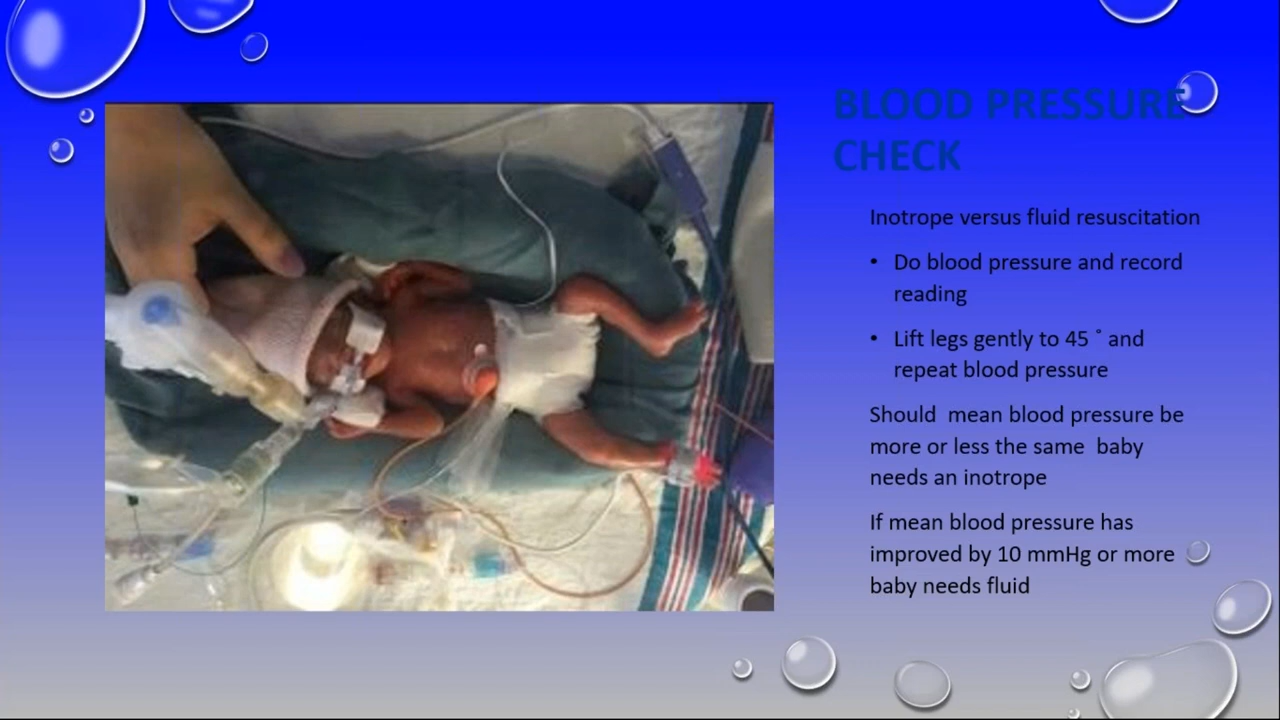 BLOOD PRESSURE
CHECK
Inotrope versus fluid resuscitation
• Do blood pressure and record
reading
• Lift legs gently to 45 ˚ and
repeat blood pressure
Should  mean blood pressure be
more or less the same  baby
needs an inotrope
If mean blood pressure has
improved by 10 mmHg or more
baby needs fluid